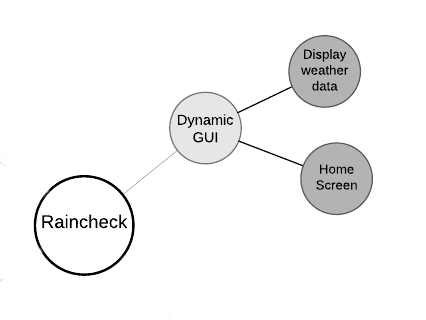 Display
weather
data
Dynamic
GUI
Home
Screen
Raincheck